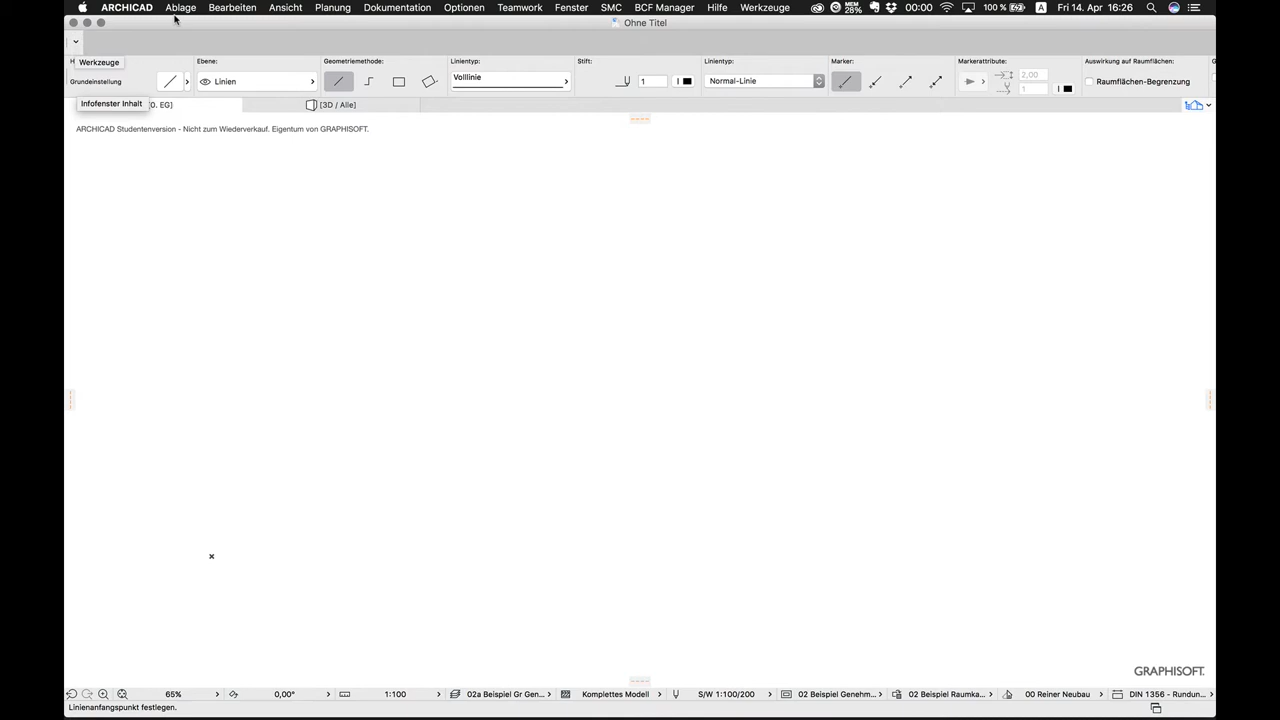 ARCHICAD Ablage Bearbeiten Ansicht Planung Dokumentation Optionen Teamwork Fenster SMC BCF Manager Hilfe Werkzeuge MEM 28% 00:00 100 % Fr 14. Apr. 16:26
Ohne Titel
Werkzeuge Ebene: Geometriemethode: Linientyp: Stift: Linientyp: Marker: Markerattribute: Auswirkung auf Raumflächen:
Grundeinstellung Linien Volllinie 1 Normal-Linie 2,00 Raumflächen-Begrenzung
1
Infofenster Inhalt [0. EG] [3D / Alle]
ARCHICAD Studentenversion - Nicht zum Wiederverkauf. Eigentum von GRAPHISOFT.
GRAPHISOFT.
65% 0,00° 1:100 02a Beispiel Gr Gen... Komplettes Modell S/W 1:100/200 02 Beispiel Genehm... 02 Beispiel Raumka... 00 Reiner Neubau DIN 1356 - Rundun...
Linienanfangspunkt festlegen.